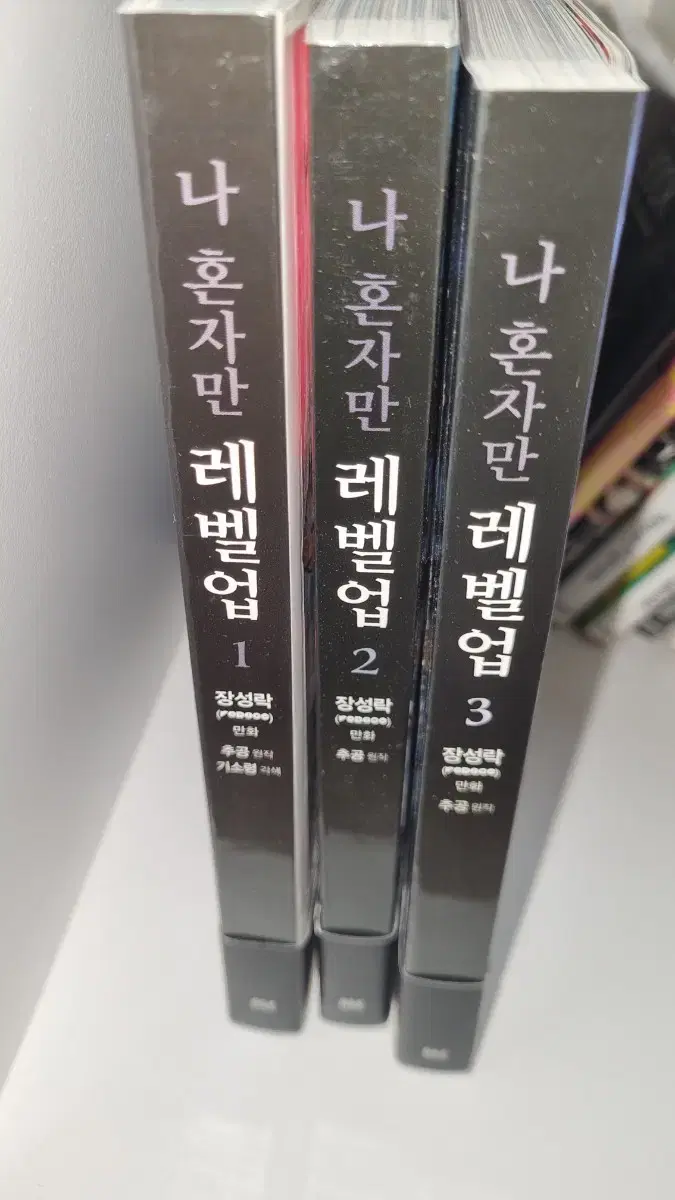 나 혼자만 레벨업 1
장성락
(REDICE)
만화
추공 원작
기소령 각색
나 혼자만 레벨업 2
장성락
(REDICE)
만화
추공 원작
나 혼자만 레벨업 3
장성락
(REDICE)
만화
추공 원작